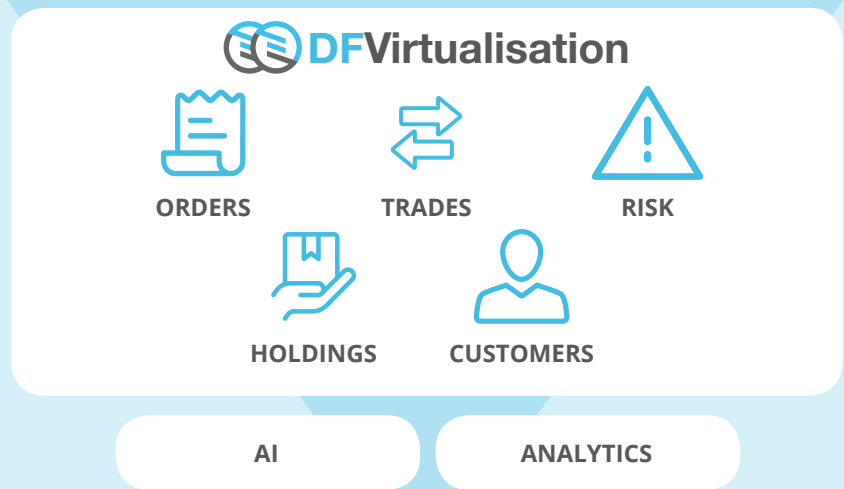 DFVirtualisation
ORDERS
TRADES
RISK
HOLDINGS
CUSTOMERS
AI
ANALYTICS